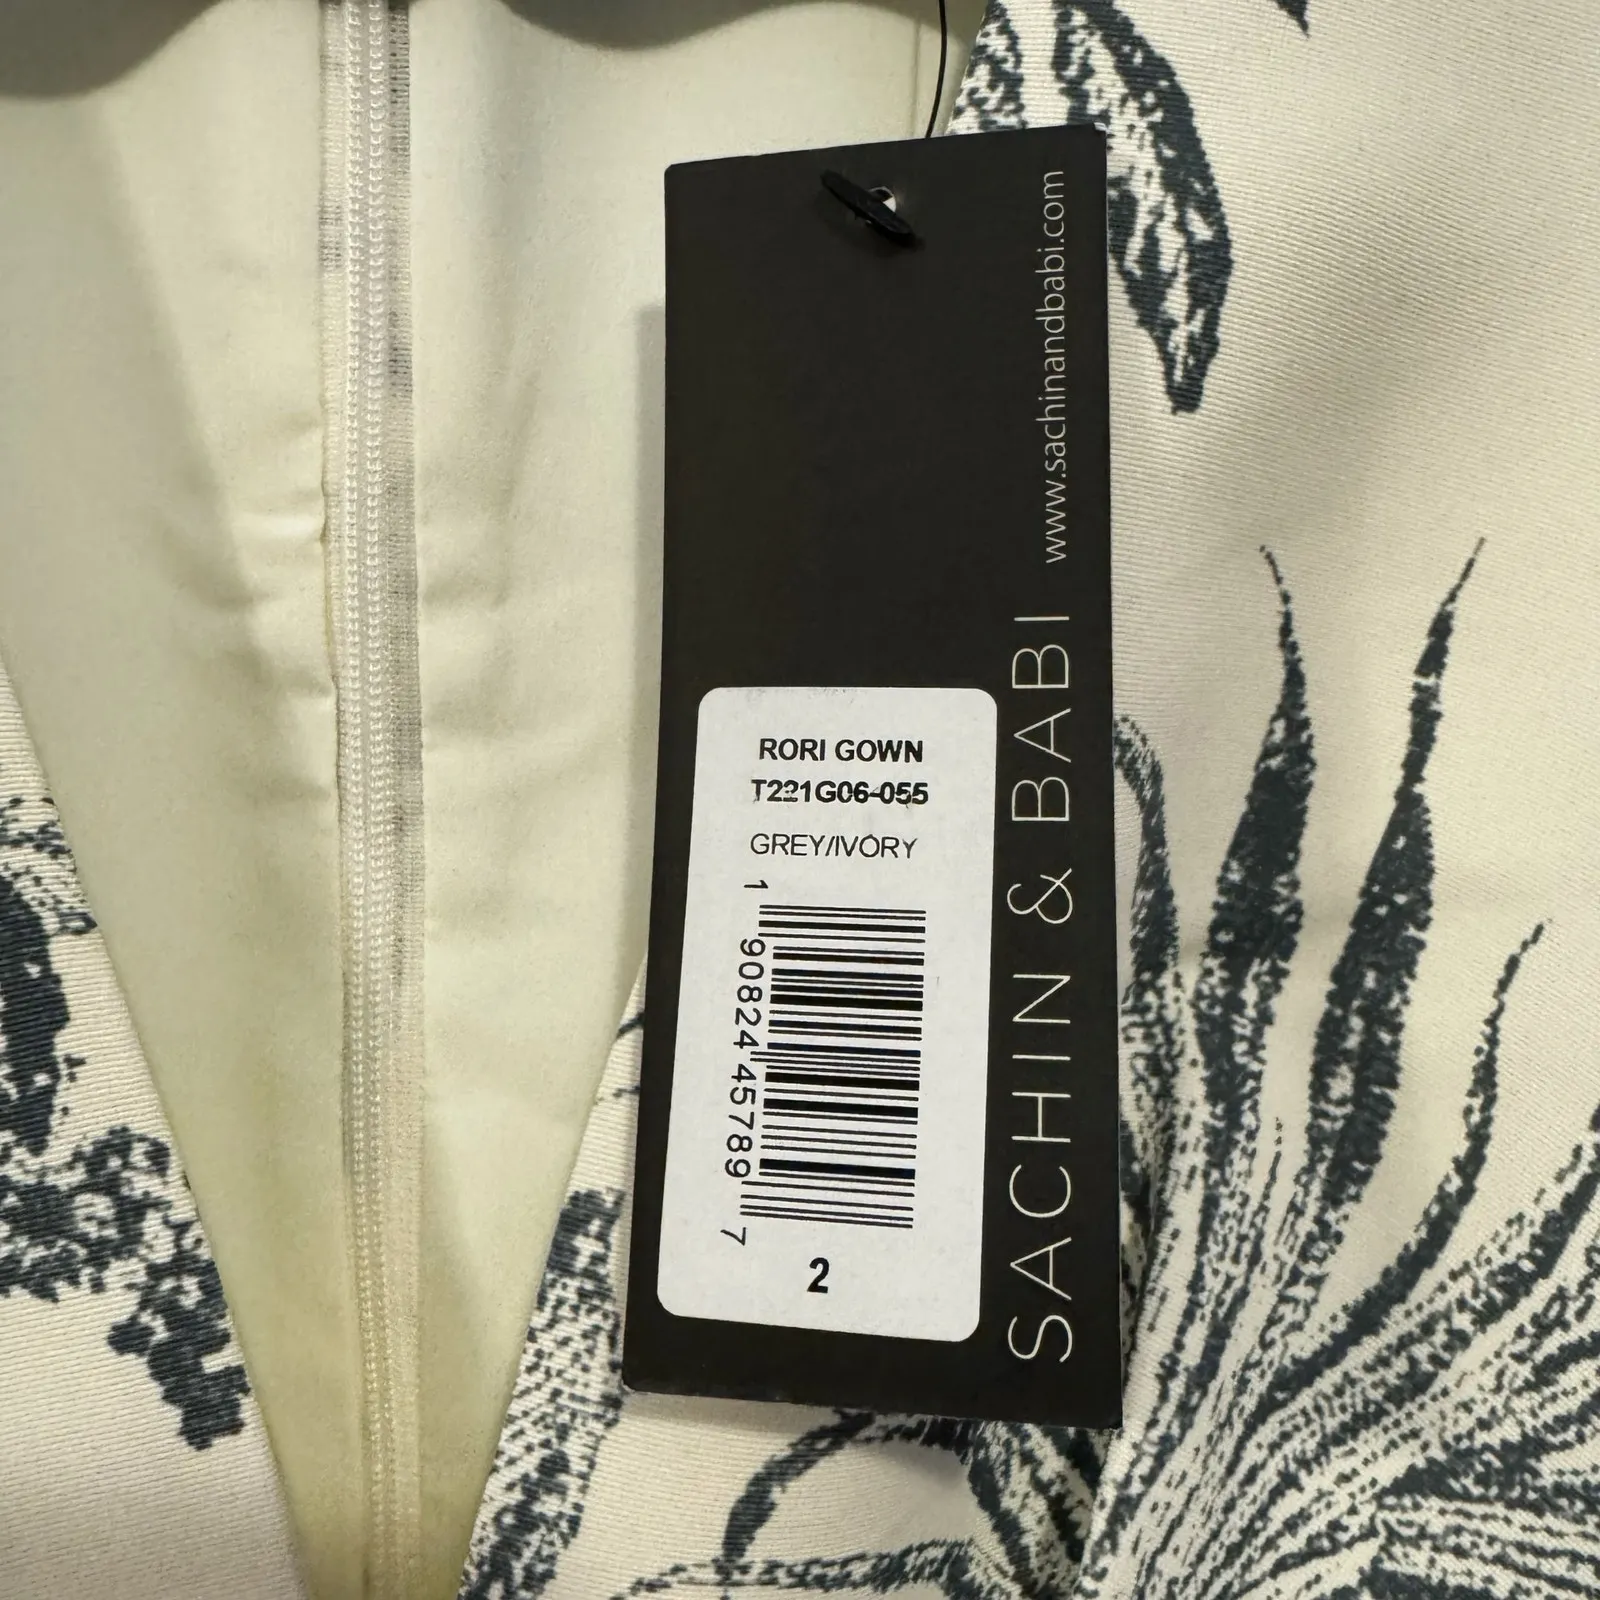 RORI GOWN
T221G06-055
GREY/IVORY
1 90824 45789 7
2
SACHIN & BABI www.sachinandbabi.com